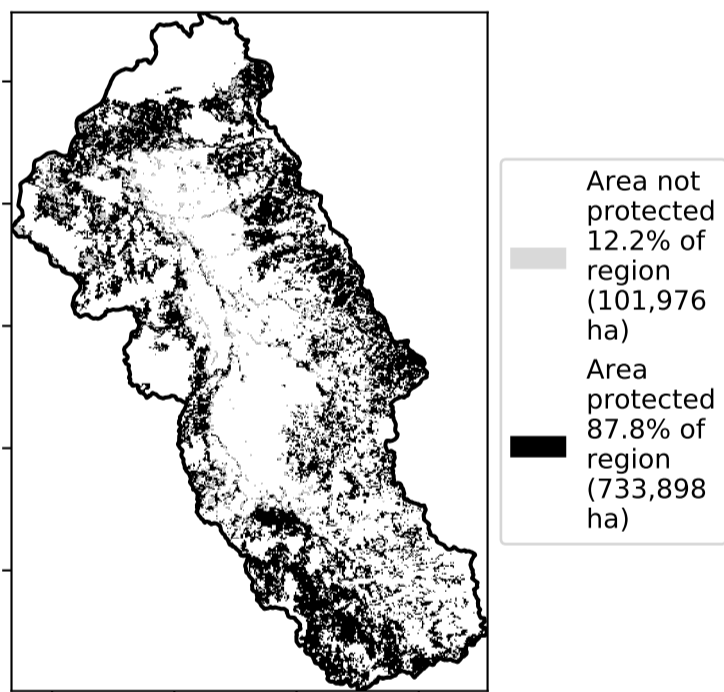 Area not
protected
12.2% of
region
(101,976
ha)
Area
protected
87.8% of
region
(733,898
ha)